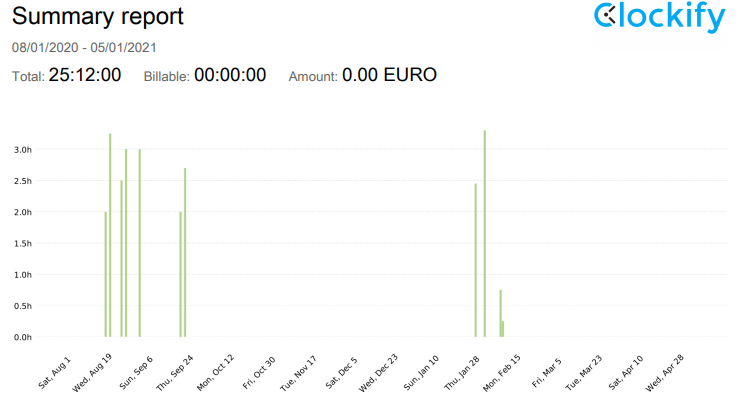 Summary report
Clockify
08/01/2020 - 05/01/2021
Total: 25:12:00 Billable: 00:00:00 Amount: 0.00 EURO
3.0h
2.5h
2.0h
1.5h
1.0h
0.5h
0.0h
Sat, Aug 1
Wed, Aug 19
Sun, Sep 6
Thu, Sep 24
Mon, Oct 12
Fri, Oct 30
Tue, Nov 17
Sat, Dec 5
Wed, Dec 23
Sun, Jan 10
Thu, Jan 28
Mon, Feb 15
Fri, Mar 5
Tue, Mar 23
Sat, Apr 10
Wed, Apr 28